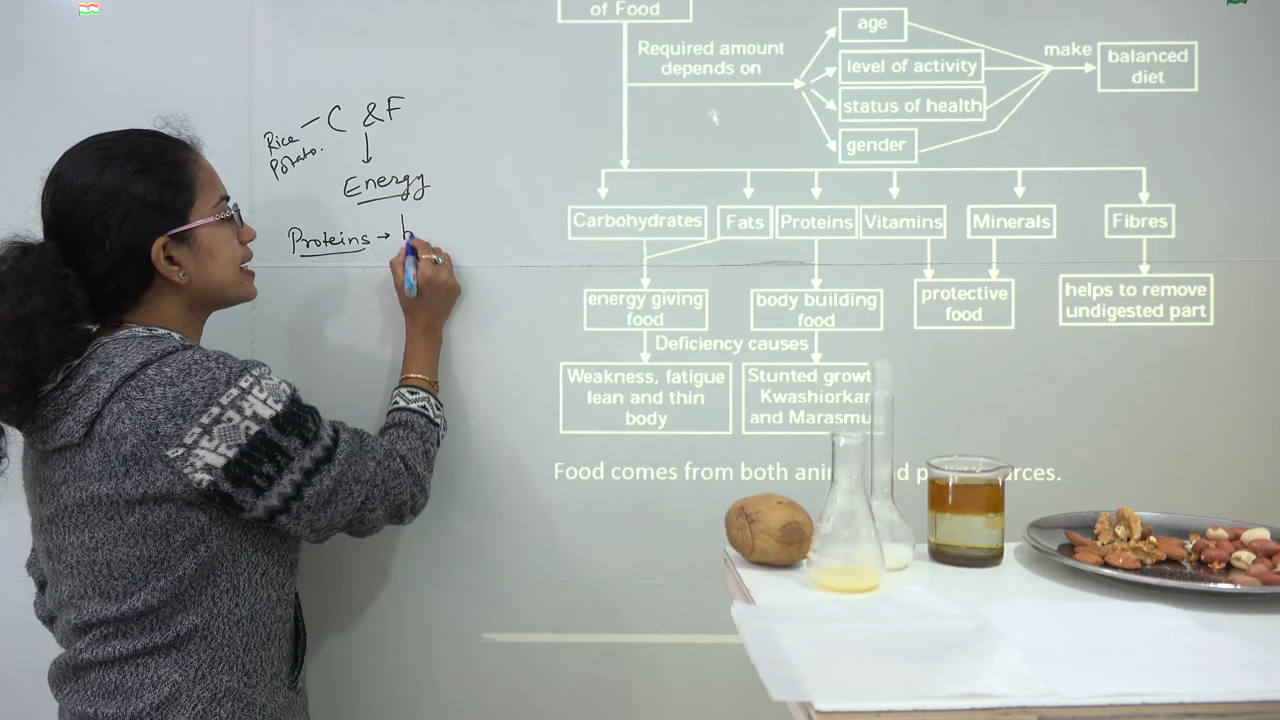 of Food
Required amount
depends on
age
level of activity
status of health
gender
make
balanced
diet
Carbohydrates
Fats
Proteins
Vitamins
Minerals
Fibres
energy giving
food
body building
food
protective
food
helps to remove
undigested part
Deficiency causes
Weakness, fatigue
lean and thin
body
Stunted growt
Kwashiorkar
and Marasmu
Food comes from both ani d p urces.
C & F
Rice
Potato.
Energy
Proteins → b